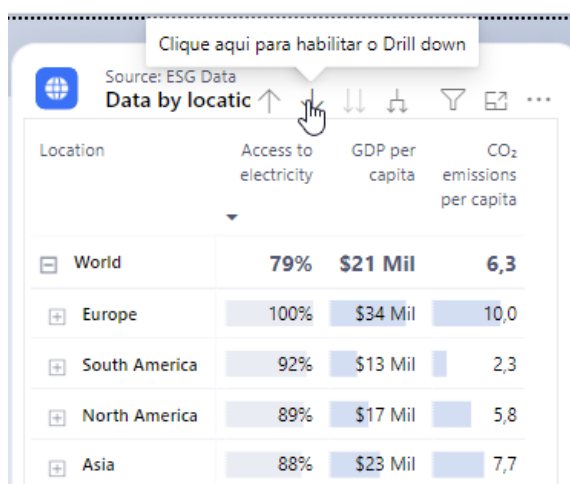 Clique aqui para habilitar o Drill down
Source: ESG Data
Data by locatic
Location Access to electricity GDP per capita CO₂ emissions per capita
World 79% $21 Mil 6,3
Europe 100% $34 Mil 10,0
South America 92% $13 Mil 2,3
North America 89% $17 Mil 5,8
Asia 88% $23 Mil 7,7